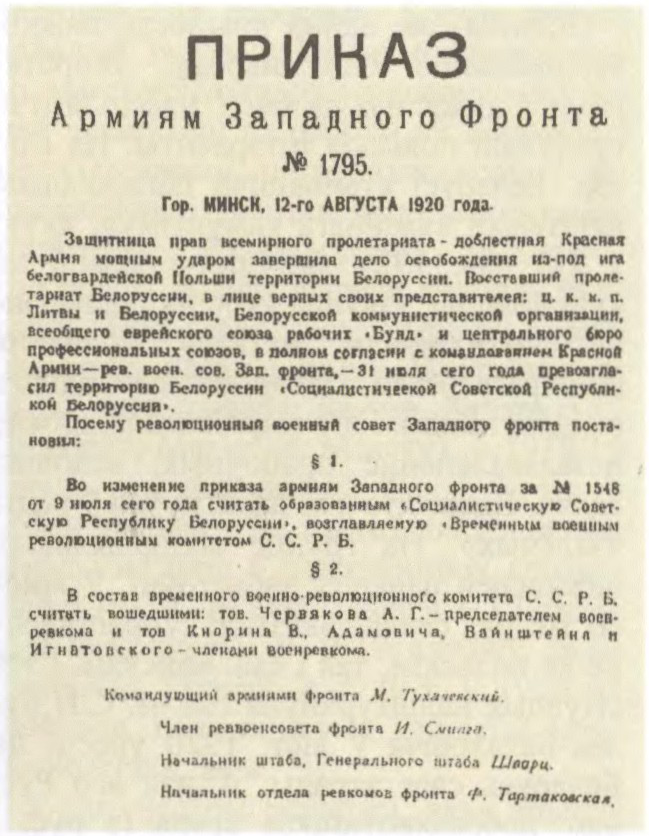 ПРИКАЗ
Армиям Западного Фронта
№ 1795.
Гор. МИНСК, 12-го АВГУСТА 1920 года.
Защитница прав всемирного пролетариата - доблестная Красная
Армия мощным ударом завершила дело освобождения из-под ига
белогвардейской Польши территории Белоруссии. Восставший проле-
тариат Белоруссии, в лице верных своих представителей: ц. к. к. п.
Литвы и Белоруссии, Белорусской коммунистической организации,
всеобщего еврейского союза рабочих «Бунд» и центрального бюро
профессиональных союзов, в полном согласии с командованием Красной
Армии—рев. воен. сов. Зап. фронта,—31 июля сего года превозгла-
сил территорию Белоруссии «Социалистичеекой Советской Республи-
кой Белоруссии».
Посему революционный военный совет Западного фронта поста-
новил:
§ 1.
Во изменение приказа армиям Западного фронта за № 1548
от 9 июля сего года считать образованным «Социалистическую Совет-
скую Республику Белоруссии», возглавляемую «Временным военным
революционным комитетом С. С. Р. Б.
§ 2.
В состав временного военно-революционного комитета С. С. Р. Б.
считать вошедшими: тов. Червякова А. Г.—председателем воен-
ревкома и тов Кнорина В., Адамовича, Вайнштейна и
Игнатовского—членами военревкома.
Командующий армиями фронта М. Тухачевский.
Член реввоенсовета фронта И. Смилга.
Начальник штаба, Генерального штаба Шварц.
Начальник отдела ревкомов фронта Ф. Тартаковская.